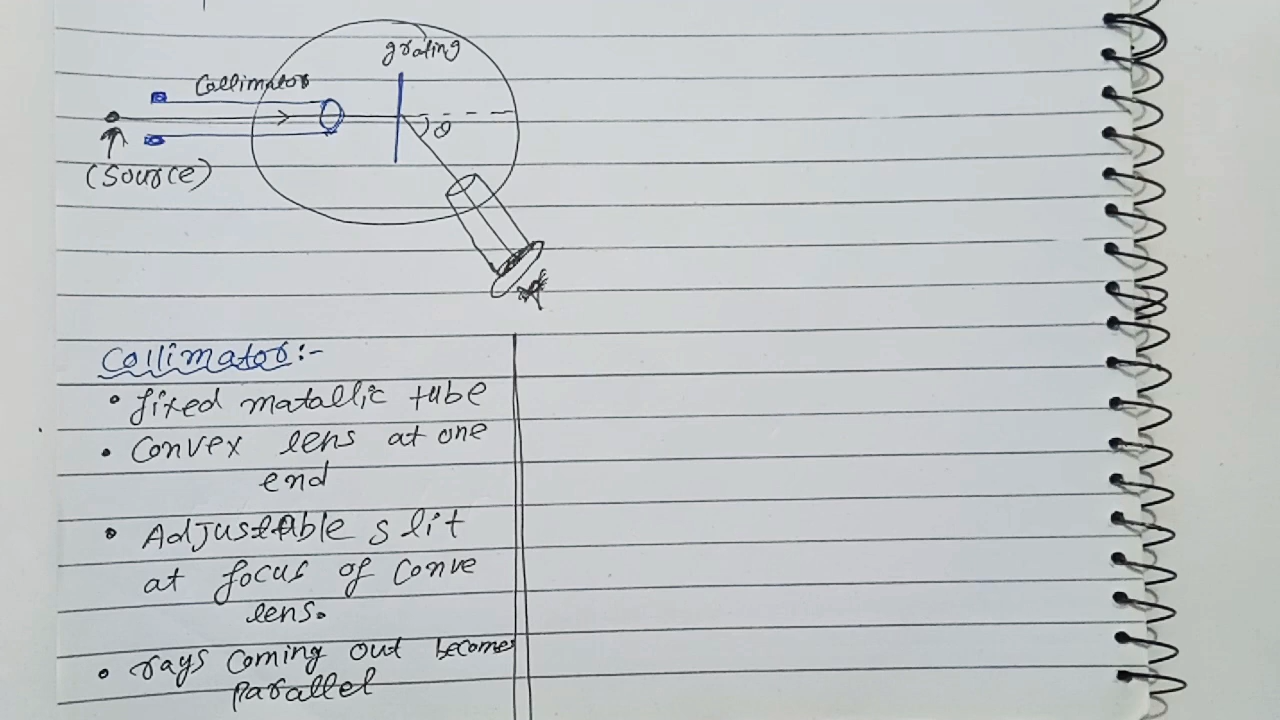 grating
Collimator
θ
(Source)
Collimator:-
• fixed matallic tube
• Convex lens at one
end
• Adjustable slit
at focus of Conve
lens.
• rays coming out becomes
parallel